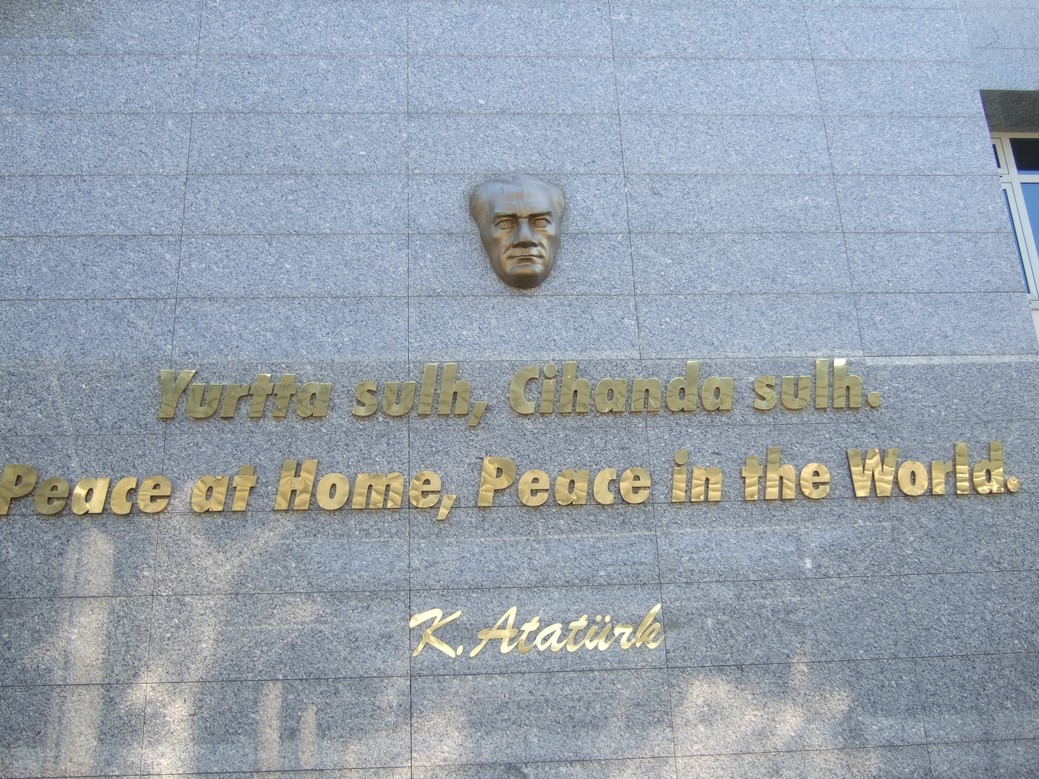 Yurtta sulh, Cihanda sulh.
Peace at Home, Peace in the World.
K. Atatürk